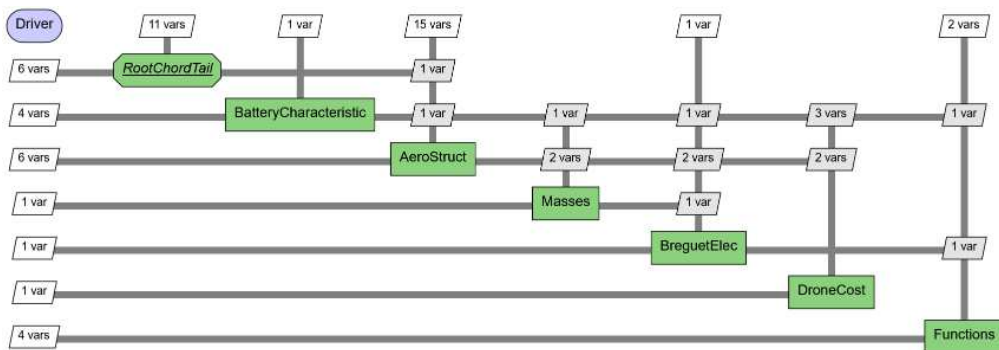 Driver 11 vars 1 var 15 vars 1 var 2 vars
6 vars RootChordTail 1 var
4 vars BatteryCharacteristic 1 var 1 var 1 var 3 vars 1 var
6 vars AeroStruct 2 vars 2 vars 2 vars
1 var Masses 1 var
1 var BreguetElec 1 var
1 var DroneCost
4 vars Functions